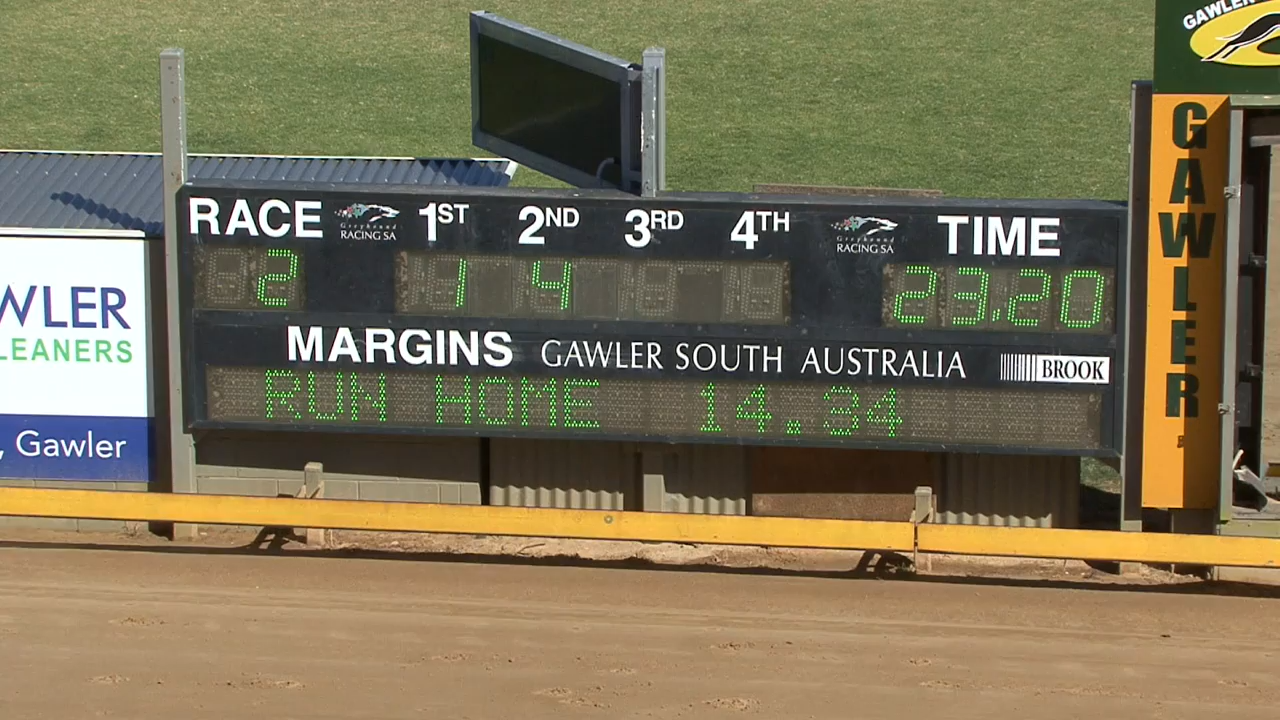 GAWLER
RACE 1ST 2ND 3RD 4TH TIME
Greyhound RACING SA
Greyhound RACING SA
2 1 4 23.20
MARGINS GAWLER SOUTH AUSTRALIA BROOK
RUN HOME 14.34
WLER
LEANERS
, Gawler
GAWLER